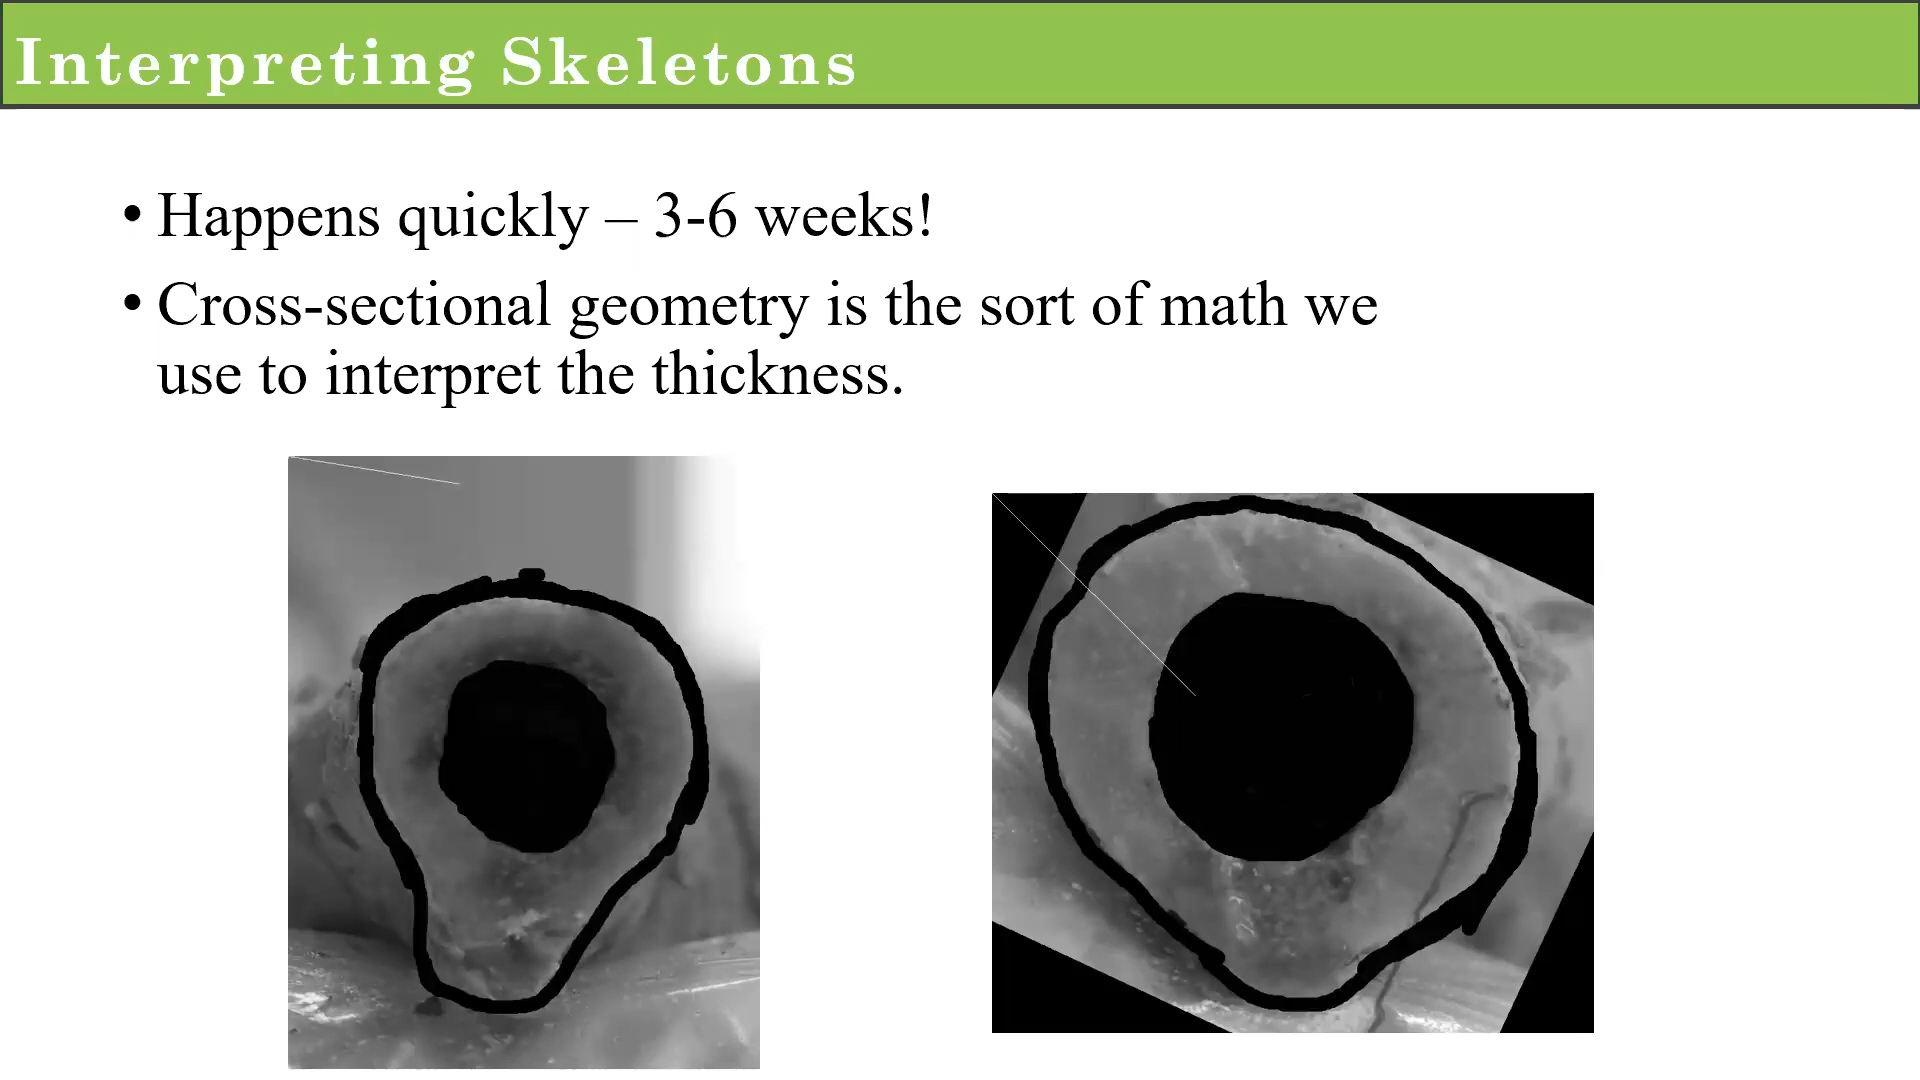 Interpreting Skeletons
• Happens quickly – 3-6 weeks!
• Cross-sectional geometry is the sort of math we
use to interpret the thickness.